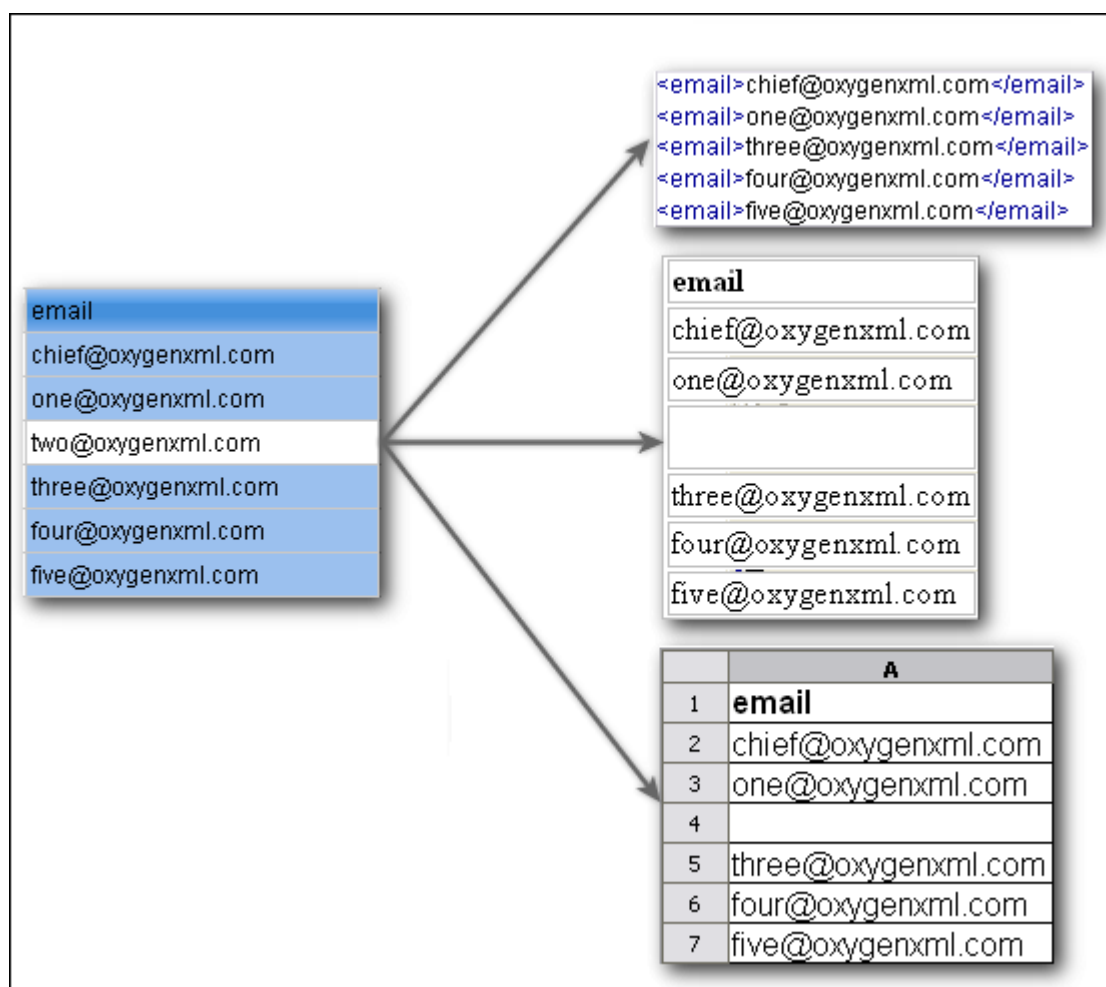 email
chief@oxygenxml.com
one@oxygenxml.com
two@oxygenxml.com
three@oxygenxml.com
four@oxygenxml.com
five@oxygenxml.com
<email>chief@oxygenxml.com</email>
<email>one@oxygenxml.com</email>
<email>three@oxygenxml.com</email>
<email>four@oxygenxml.com</email>
<email>five@oxygenxml.com</email>
email
chief@oxygenxml.com
one@oxygenxml.com
three@oxygenxml.com
four@oxygenxml.com
five@oxygenxml.com
A
1 email
2 chief@oxygenxml.com
3 one@oxygenxml.com
4
5 three@oxygenxml.com
6 four@oxygenxml.com
7 five@oxygenxml.com